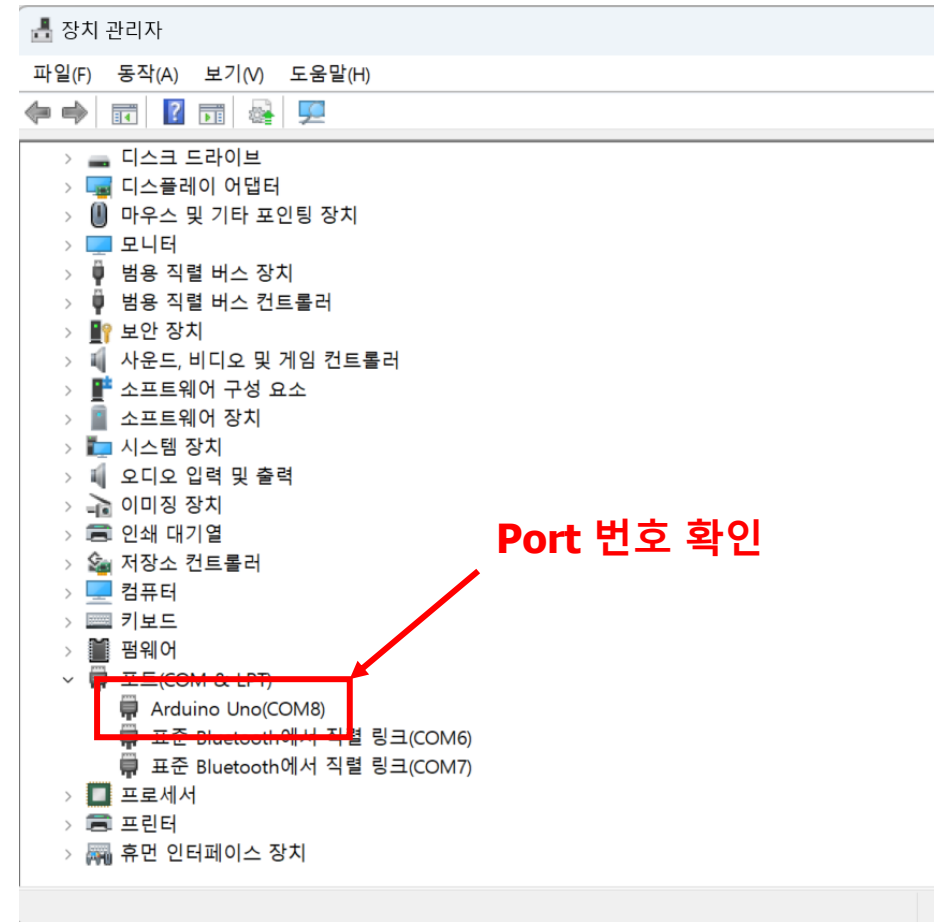 장치 관리자
파일(F) 동작(A) 보기(V) 도움말(H)
디스크 드라이브
디스플레이 어댑터
마우스 및 기타 포인팅 장치
모니터
범용 직렬 버스 장치
범용 직렬 버스 컨트롤러
보안 장치
사운드, 비디오 및 게임 컨트롤러
소프트웨어 구성 요소
소프트웨어 장치
시스템 장치
오디오 입력 및 출력
이미징 장치
인쇄 대기열
Port 번호 확인
저장소 컨트롤러
컴퓨터
키보드
펌웨어
포트(COM & LPT)
Arduino Uno(COM8)
표준 Bluetooth에서 직렬 링크(COM6)
표준 Bluetooth에서 직렬 링크(COM7)
프로세서
프린터
휴먼 인터페이스 장치